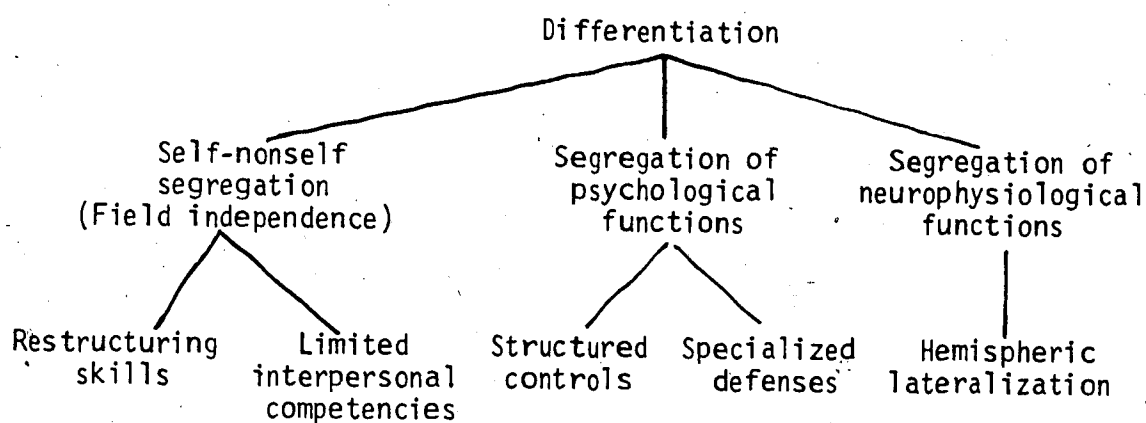 Differentiation
Self-nonself
segregation
(Field independence)
Segregation of
psychological
functions
Segregation of
neurophysiological
functions
Restructuring
skills
Limited
interpersonal
competencies
Structured
controls
Specialized
defenses
Hemispheric
lateralization